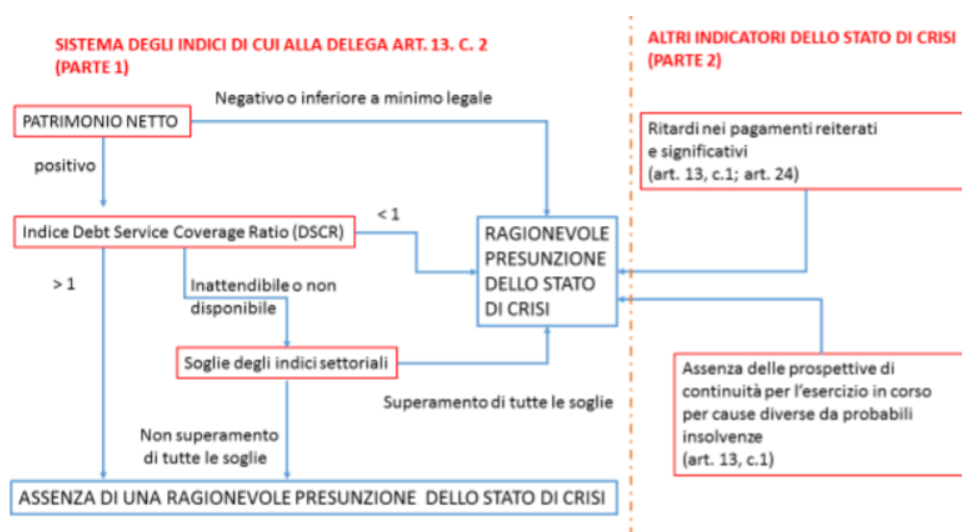 SISTEMA DEGLI INDICI DI CUI ALLA DELEGA ART. 13. C. 2
(PARTE 1)
Negativo o inferiore a minimo legale
PATRIMONIO NETTO
positivo
Indice Debt Service Coverage Ratio (DSCR)
< 1
> 1
Inattendibile o non
disponibile
RAGIONEVOLE
PRESUNZIONE
DELLO STATO
DI CRISI
Soglie degli indici settoriali
Superamento di tutte le soglie
Non superamento
di tutte le soglie
ASSENZA DI UNA RAGIONEVOLE PRESUNZIONE DELLO STATO DI CRISI
ALTRI INDICATORI DELLO STATO DI CRISI
(PARTE 2)
Ritardi nei pagamenti reiterati
e significativi
(art. 13, c.1; art. 24)
Assenza delle prospettive di
continuità per l'esercizio in corso
per cause diverse da probabili
insolvenze
(art. 13, c.1)